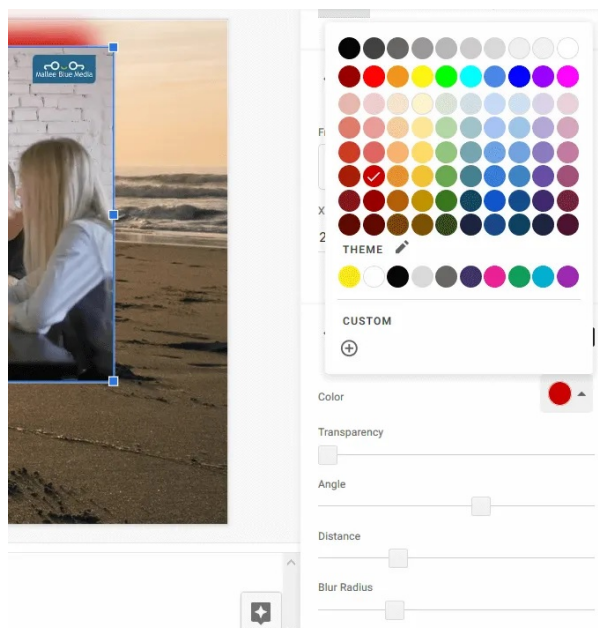 Mallee Blue Media
THEME
CUSTOM
Color
Transparency
Angle
Distance
Blur Radius